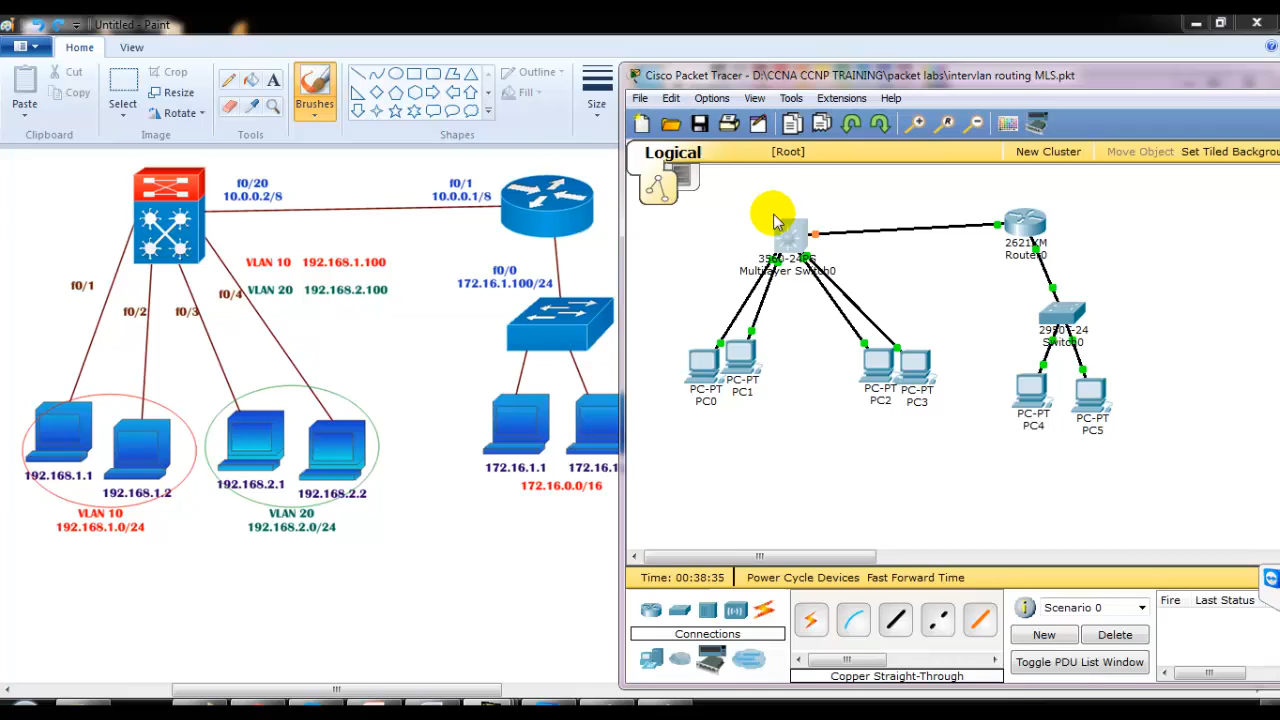 Untitled - Paint
Home
View
Paste
Cut
Copy
Clipboard
Select
Crop
Resize
Rotate
Image
Tools
Brushes
Shapes
Outline
Fill
Size
f0/20
10.0.0.2/8
f0/1
10.0.0.1/8
VLAN 10 192.168.1.100
VLAN 20 192.168.2.100
f0/0
172.16.1.100/24
f0/1
f0/2
f0/3
f0/4
192.168.1.1
192.168.1.2
192.168.2.1
192.168.2.2
VLAN 10
192.168.1.0/24
VLAN 20
192.168.2.0/24
172.16.1.1
172.16.1
172.16.0.0/16
Cisco Packet Tracer - D:\CCNA CCNP TRAINING\packet labs\intervlan routing MLS.pkt
File Edit Options View Tools Extensions Help
Logical
[Root]
New Cluster
Move Object
Set Tiled Backgrou
Multilayer Switch0
2621XM
Router0
Switch0
PC-PT
PC0
PC-PT
PC1
PC-PT
PC2
PC-PT
PC3
PC-PT
PC4
PC-PT
PC5
Time: 00:38:35
Power Cycle Devices Fast Forward Time
Connections
Copper Straight-Through
Scenario 0
New
Delete
Toggle PDU List Window
Fire
Last Status